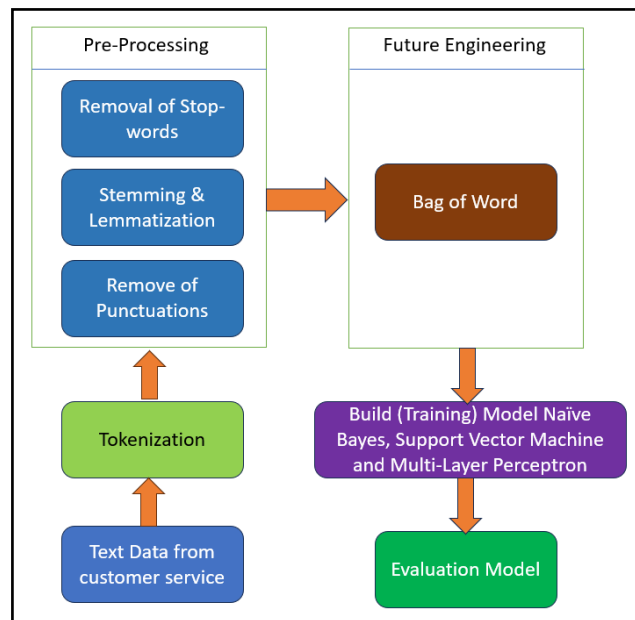 Pre-Processing
Removal of Stop-
words
Stemming &
Lemmatization
Remove of
Punctuations
Tokenization
Text Data from
customer service
Future Engineering
Bag of Word
Build (Training) Model Naïve
Bayes, Support Vector Machine
and Multi-Layer Perceptron
Evaluation Model